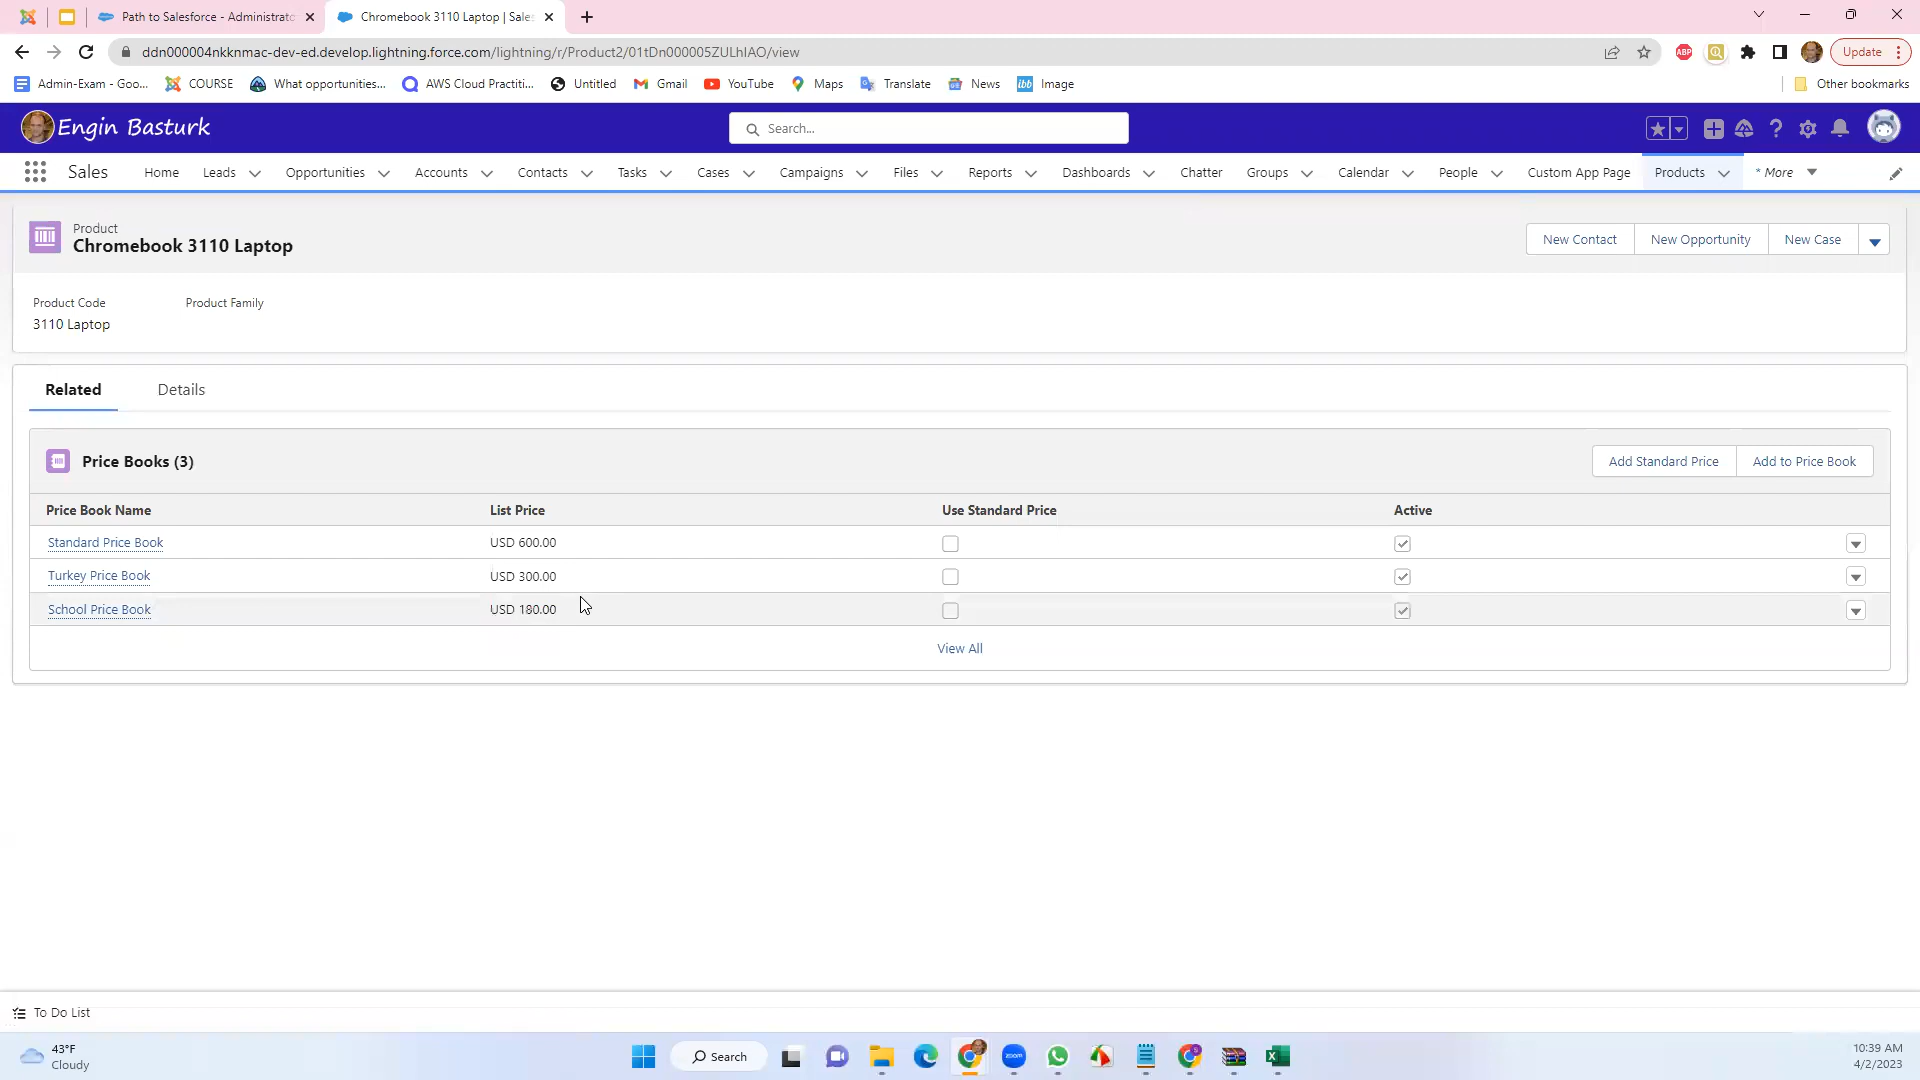 Path to Salesforce - Administrato
Chromebook 3110 Laptop | Sales
ddn000004nkknmac-dev-ed.develop.lightning.force.com/lightning/r/Product2/01tDn000005ZULhIAO/view
ABP
Update
Admin-Exam - Goo...
COURSE
What opportunities...
AWS Cloud Practiti...
Untitled
Gmail
YouTube
Maps
Translate
News
ibb
Image
Other bookmarks
Engin Basturk
Search...
Sales
Home
Leads
Opportunities
Accounts
Contacts
Tasks
Cases
Campaigns
Files
Reports
Dashboards
Chatter
Groups
Calendar
People
Custom App Page
Products
* More
Product
Chromebook 3110 Laptop
New Contact
New Opportunity
New Case
Product Code
Product Family
3110 Laptop
Related
Details
Price Books (3)
Add Standard Price
Add to Price Book
Price Book Name
List Price
Use Standard Price
Active
Standard Price Book
USD 600.00
Turkey Price Book
USD 300.00
School Price Book
USD 180.00
View All
To Do List
43°F
Cloudy
Search
zoom
10:39 AM
4/2/2023